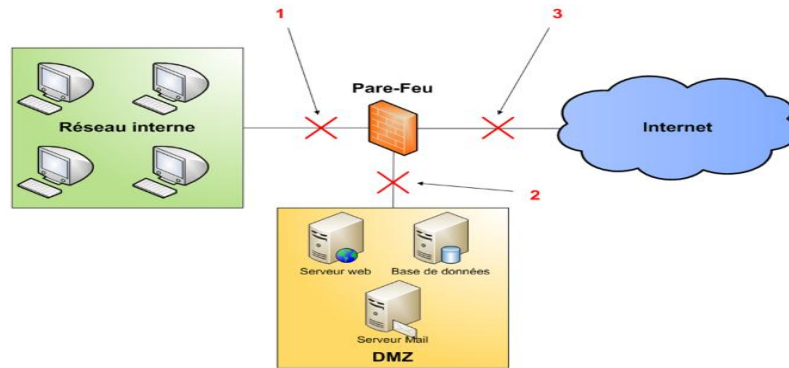 1
3
Pare-Feu
Réseau interne
Internet
2
Serveur web
Base de données
Serveur Mail
DMZ